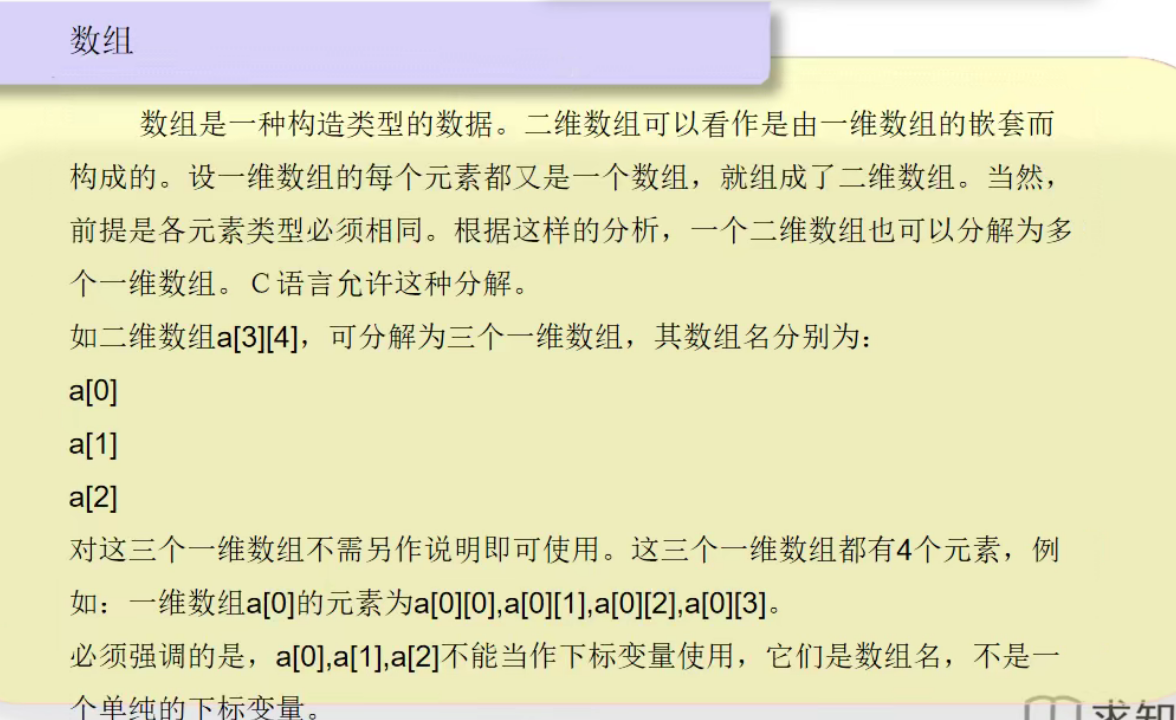 数组
数组是一种构造类型的数据。二维数组可以看作是由一维数组的嵌套而
构成的。设一维数组的每个元素都又是一个数组，就组成了二维数组。当然，
前提是各元素类型必须相同。根据这样的分析，一个二维数组也可以分解为多
个一维数组。Ｃ语言允许这种分解。
如二维数组a[3][4]，可分解为三个一维数组，其数组名分别为：
a[0]
a[1]
a[2]
对这三个一维数组不需另作说明即可使用。这三个一维数组都有4个元素，例
如：一维数组a[0]的元素为a[0][0],a[0][1],a[0][2],a[0][3]。
必须强调的是，a[0],a[1],a[2]不能当作下标变量使用，它们是数组名，不是一
个单纯的下标变量。
求知